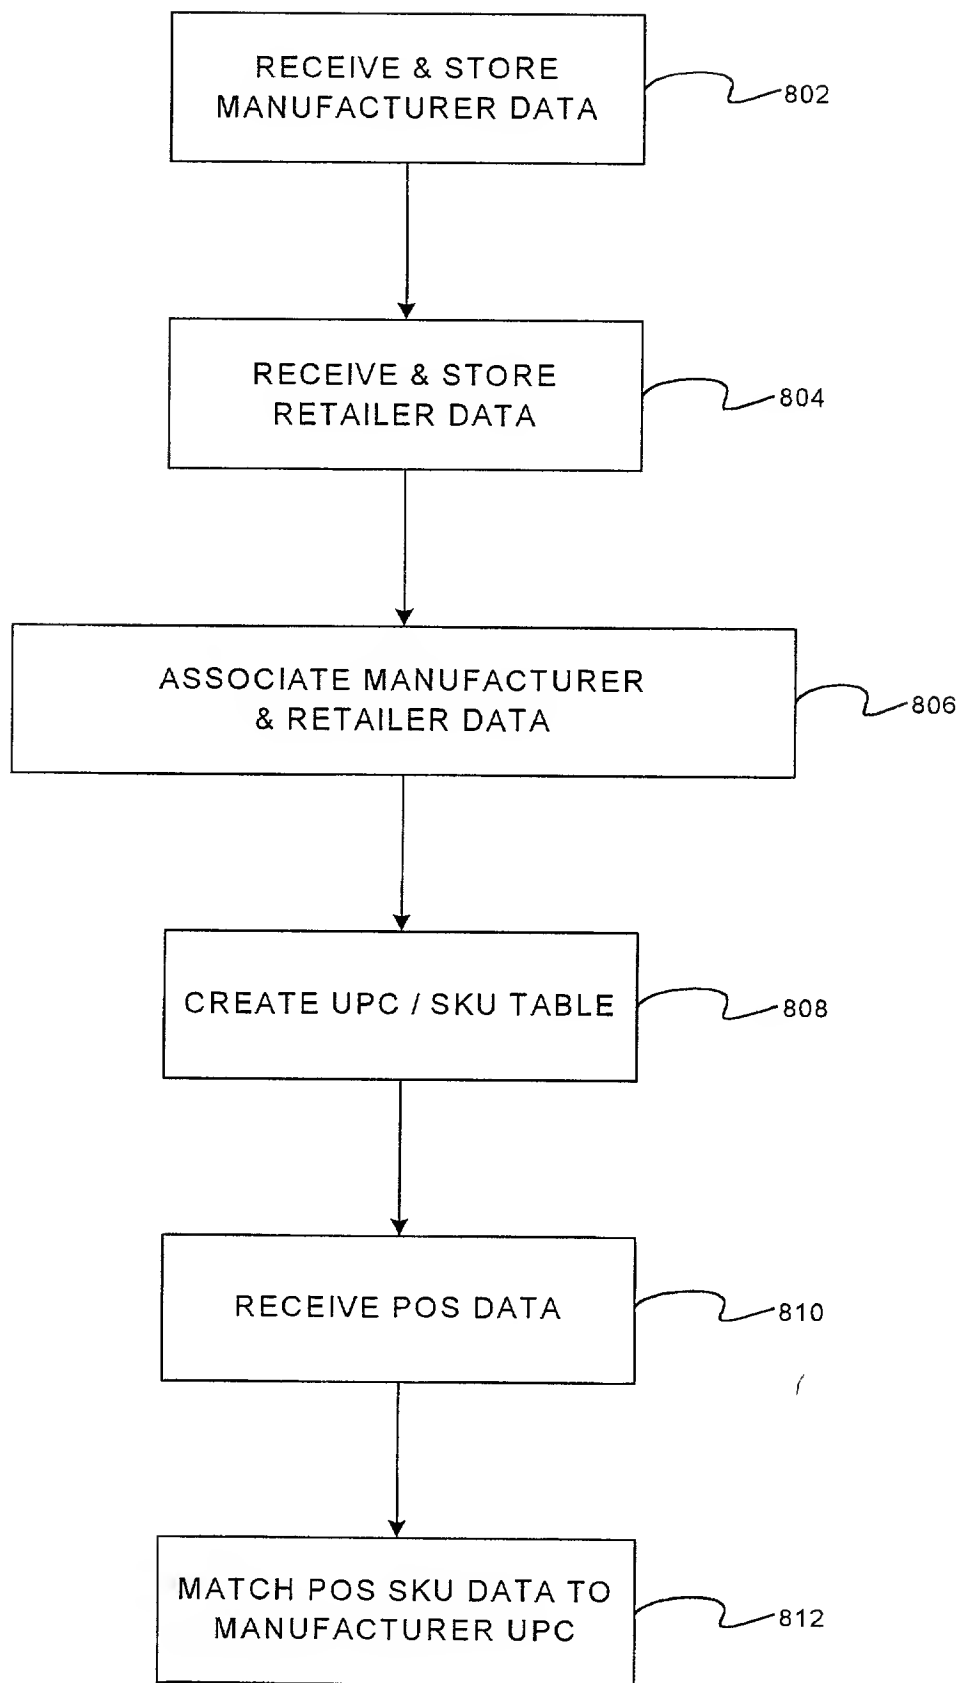 RECEIVE & STORE
MANUFACTURER DATA
802
RECEIVE & STORE
RETAILER DATA
804
ASSOCIATE MANUFACTURER
& RETAILER DATA
806
CREATE UPC / SKU TABLE
808
RECEIVE POS DATA
810
MATCH POS SKU DATA TO
MANUFACTURER UPC
812